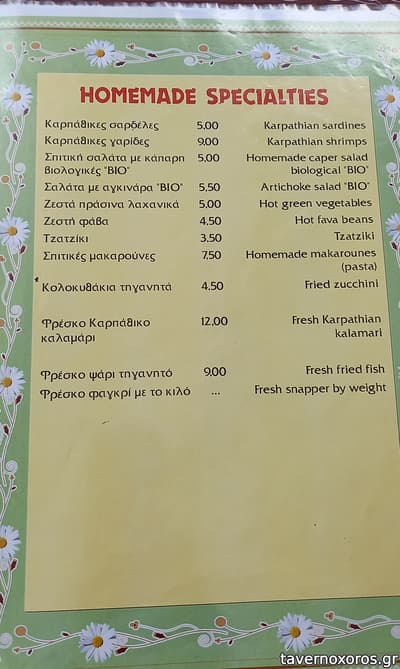 HOMEMADE SPECIALTIES
Καρπάθικες σαρδέλες 5,00 Karpathian sardines
Καρπάθικες γαρίδες 9,00 Karpathian shrimps
Σπιτική σαλάτα με κάπαρη 5,00 Homemade caper salad
βιολογικές "ΒΙΟ" biological "BIO"
Σαλάτα με αγκινάρα "ΒΙΟ" 5,50 Artichoke salad "BIO"
Ζεστά πράσινα λαχανικά 5,00 Hot green vegetables
Ζεστή φάβα 4,50 Hot fava beans
Τζατζίκι 3,50 Tzatziki
Σπιτικές μακαρούνες 7,50 Homemade makarounes
(pasta)
Κολοκυθάκια τηγανητά 4,50 Fried zucchini
Φρέσκο Καρπάθικο 12,00 Fresh Karpathian
καλαμάρι kalamari
Φρέσκο ψάρι τηγανητό 9,00 Fresh fried fish
Φρέσκο φαγκρί με το κιλό ... Fresh snapper by weight
tavernoxoros.gr